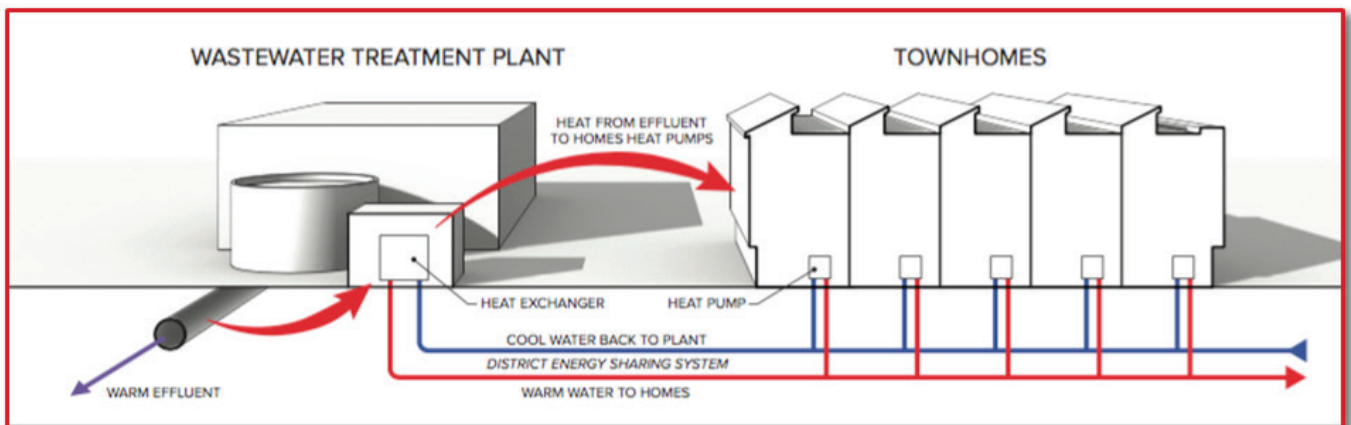 WASTEWATER TREATMENT PLANT
TOWNHOMES
HEAT FROM EFFLUENT
TO HOMES HEAT PUMPS
HEAT EXCHANGER
HEAT PUMP
COOL WATER BACK TO PLANT
DISTRICT ENERGY SHARING SYSTEM
WARM WATER TO HOMES
WARM EFFLUENT